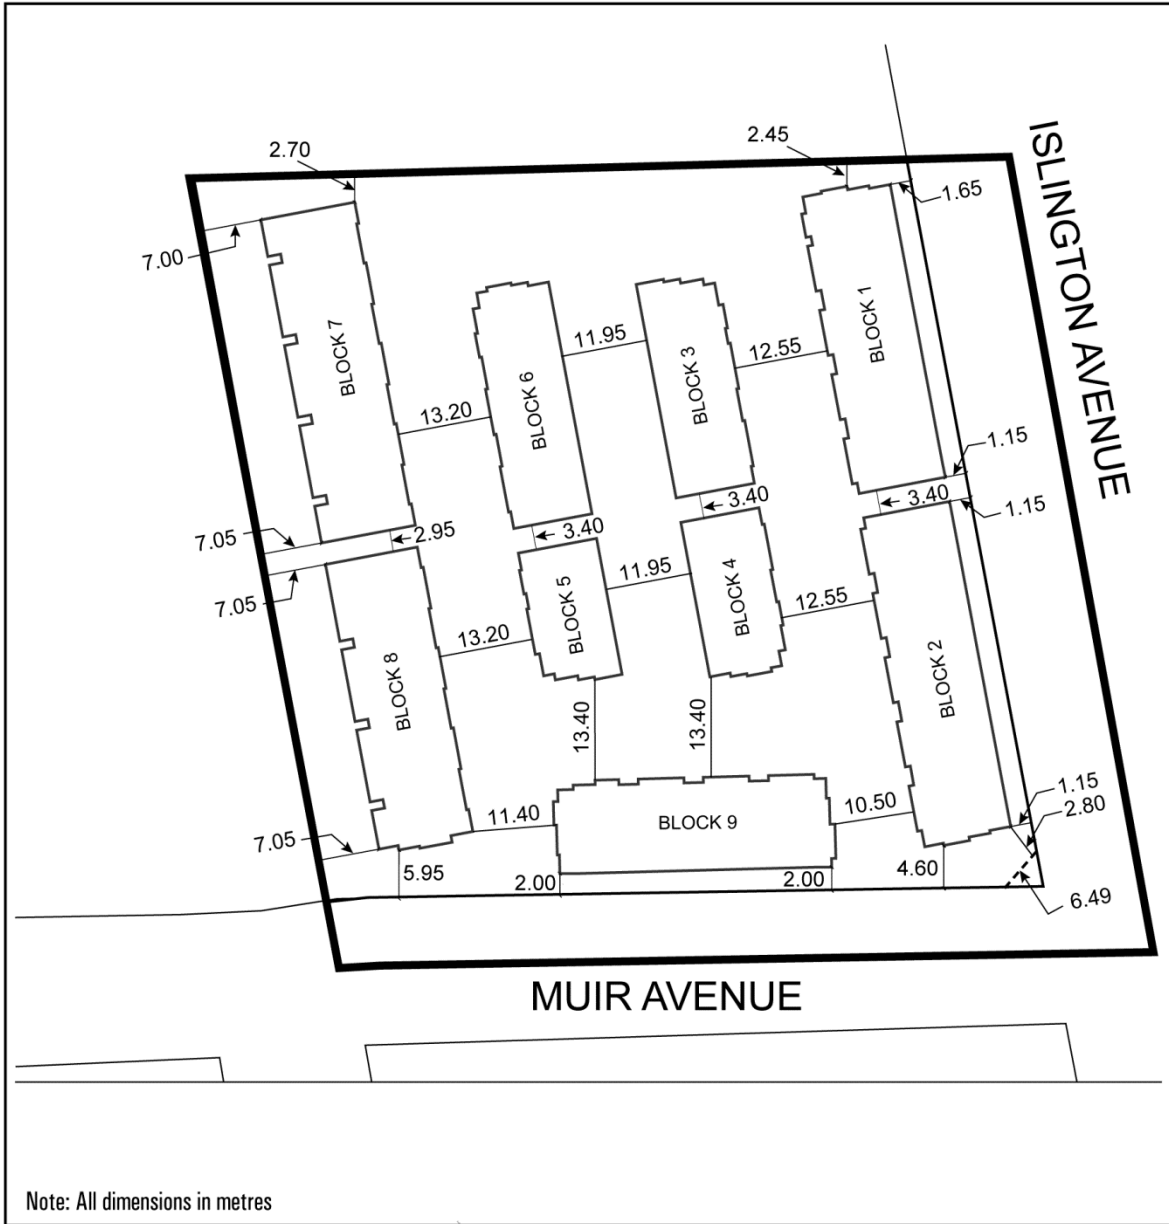 2.70
2.45
1.65
ISLINGTON AVENUE
7.00
BLOCK 7
BLOCK 6
11.95
BLOCK 3
12.55
BLOCK 1
13.20
1.15
3.40
3.40
1.15
7.05
2.95
3.40
7.05
11.95
BLOCK 5
BLOCK 4
12.55
13.20
BLOCK 8
BLOCK 2
13.40
13.40
11.40
BLOCK 9
10.50
1.15
2.80
7.05
5.95
2.00
2.00
4.60
6.49
MUIR AVENUE
Note: All dimensions in metres